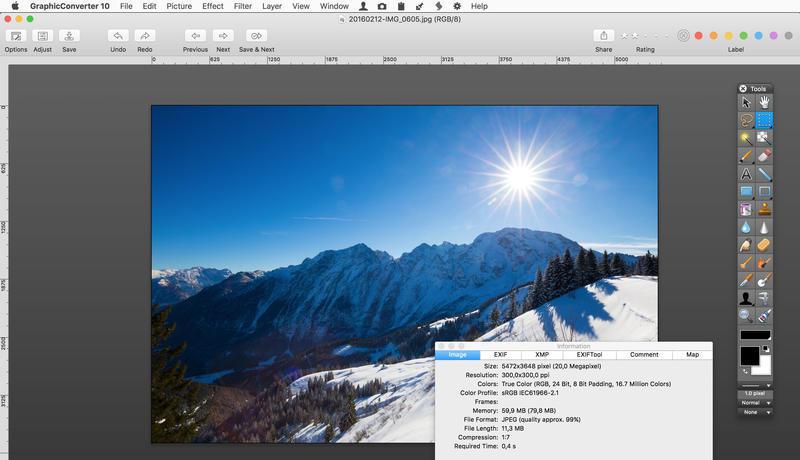 GraphicConverter 10 File Edit Picture Effect Filter Layer View Window Help
20160212-IMG_0605.jpg (RGB/8)
Options Adjust Save Undo Redo Previous Next Save & Next Share Rating Label
0 625 1250 1875 2500 3125 3750 4375 5000
0
625
1250
1875
2500
3125
Tools
A
1.0 pixel
Normal
None
Information
Image EXIF XMP EXIFTool Comment Map
Size: 5472x3648 pixel (20,0 Megapixel)
Resolution: 300,0x300,0 ppi
Colors: True Color (RGB, 24 Bit, 8 Bit Padding, 16.7 Million Colors)
Color Profile: sRGB IEC61966-2.1
Frames:
Memory: 59,9 MB (79,8 MB)
File Format: JPEG (quality approx. 99%)
File Length: 11,3 MB
Compression: 1:7
Required Time: 0,4 s